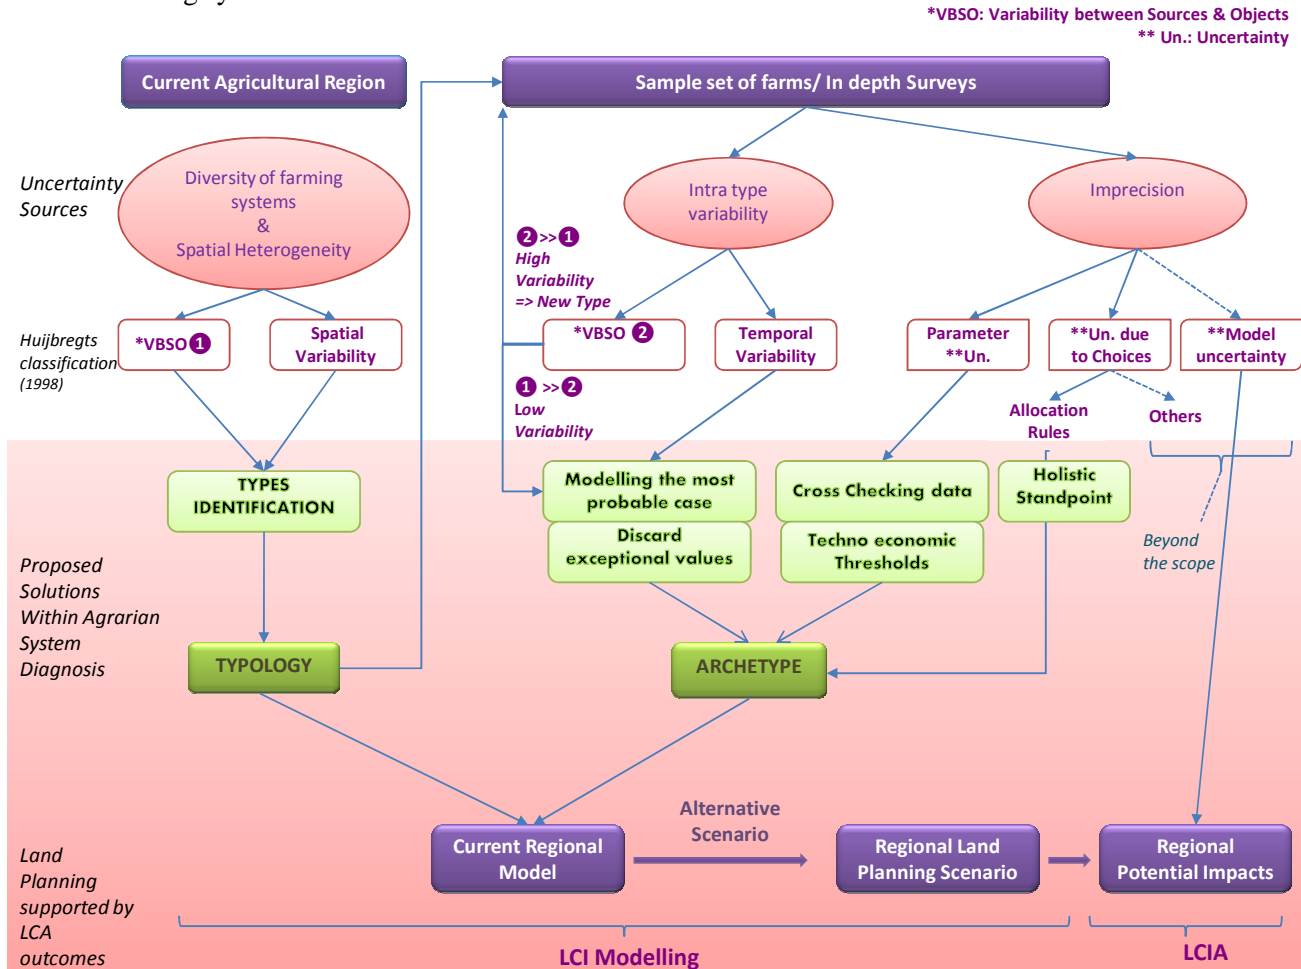 *VBSO: Variability between Sources & Objects
** Un.: Uncertainty
Current Agricultural Region
Sample set of farms/ In depth Surveys
Uncertainty
Sources
Diversity of farming
systems
&
Spatial Heterogeneity
Intra type
variability
Imprecision
2>>1
High
Variability
=> New Type
Huijbregts
classification
(1998)
*VBSO 1
Spatial
Variability
*VBSO 2
Temporal
Variability
Parameter
**Un.
**Un. due
to Choices
**Model
uncertainty
1 >>2
Low
Variability
Allocation
Rules
Others
TYPES
IDENTIFICATION
Modelling the most
probable case
Discard
exceptional values
Cross Checking data
Techno economic
Thresholds
Holistic
Standpoint
Beyond
the scope
Proposed
Solutions
Within Agrarian
System
Diagnosis
TYPOLOGY
ARCHETYPE
Alternative
Scenario
Land
Planning
supported by
LCA
outcomes
Current Regional
Model
Regional Land
Planning Scenario
Regional
Potential Impacts
LCI Modelling
LCIA